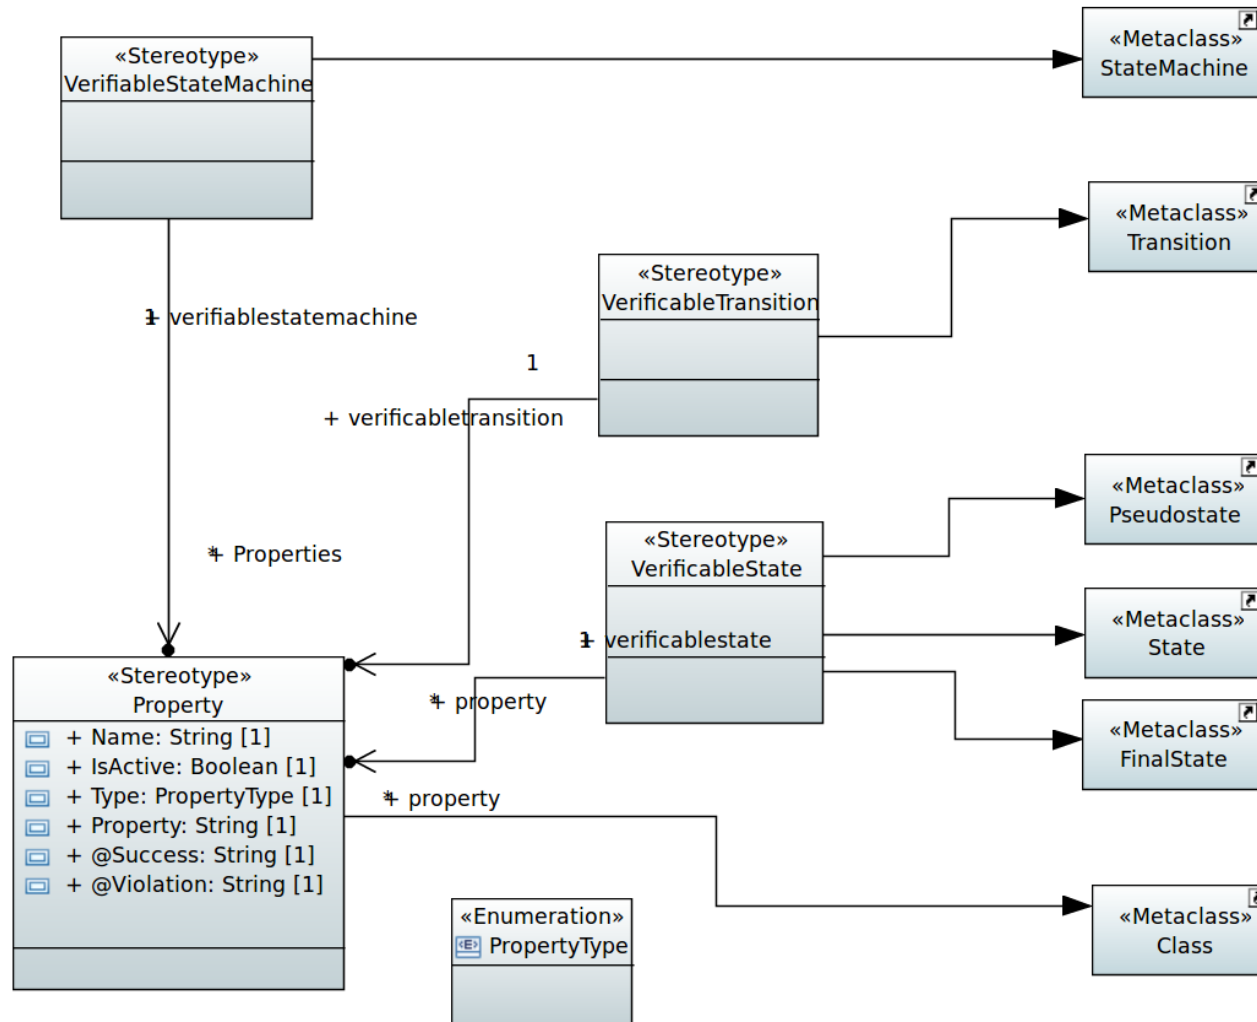 «Stereotype»
VerifiableStateMachine
«Metaclass»
StateMachine
«Metaclass»
Transition
«Stereotype»
VerificableTransition
1
+ verifiablestatemachine
1
+ verificabletransition
«Metaclass»
Pseudostate
«Stereotype»
VerificableState
*
+ Properties
«Metaclass»
State
1
+ verificablestate
«Stereotype»
Property
+ Name: String [1]
+ IsActive: Boolean [1]
+ Type: PropertyType [1]
+ Property: String [1]
+ @Success: String [1]
+ @Violation: String [1]
*
+ property
«Metaclass»
FinalState
*
+ property
«Enumeration»
<E> PropertyType
«Metaclass»
Class